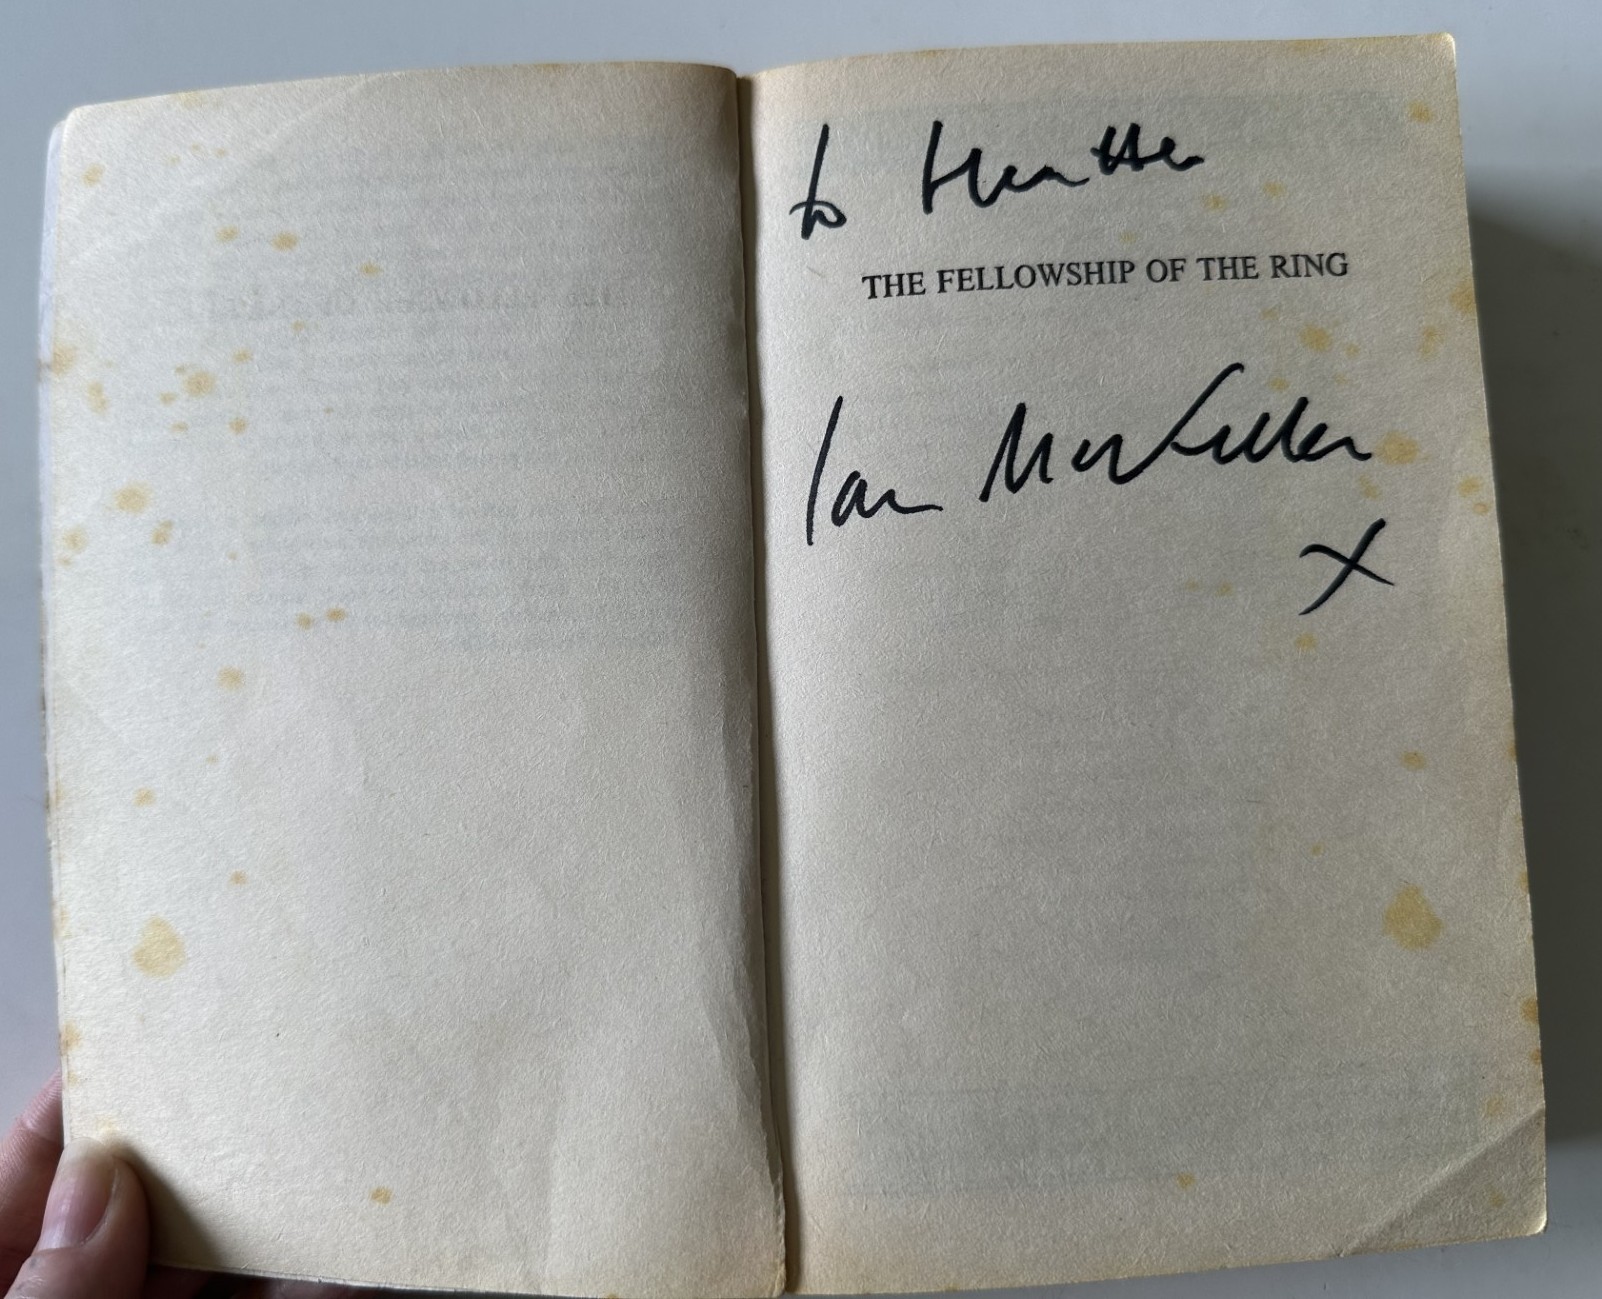 to Heather
THE FELLOWSHIP OF THE RING
Ian McKellen
x